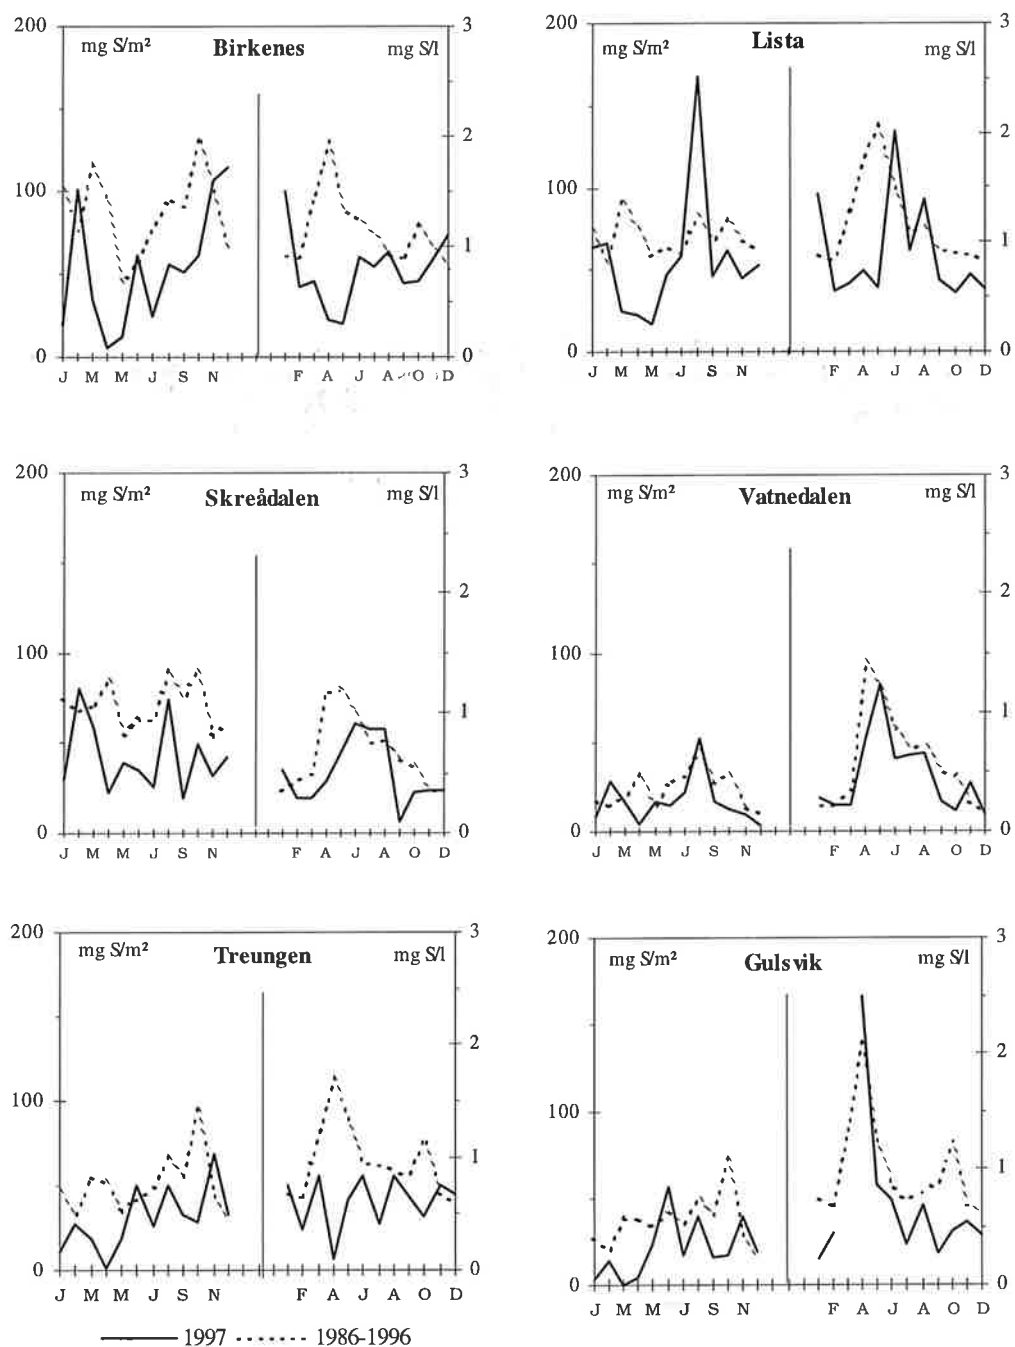 Birkenes
mg S/m²
mg S/l
200
100
0
3
2
1
0
J M M J S N
F A J A O D
Lista
mg S/m²
mg S/l
200
100
0
3
2
1
0
J M M J S N
F A J A O D
Skreådalen
mg S/m²
mg S/l
200
100
0
3
2
1
0
J M M J S N
F A J A O D
Vatnedalen
mg S/m²
mg S/l
200
100
0
3
2
1
0
J M M J S N
F A J A O D
Treungen
mg S/m²
mg S/l
200
100
0
3
2
1
0
J M M J S N
F A J A O D
Gulsvik
mg S/m²
mg S/l
200
100
0
3
2
1
0
J M M J S N
F A J A O D
1997 1986-1996